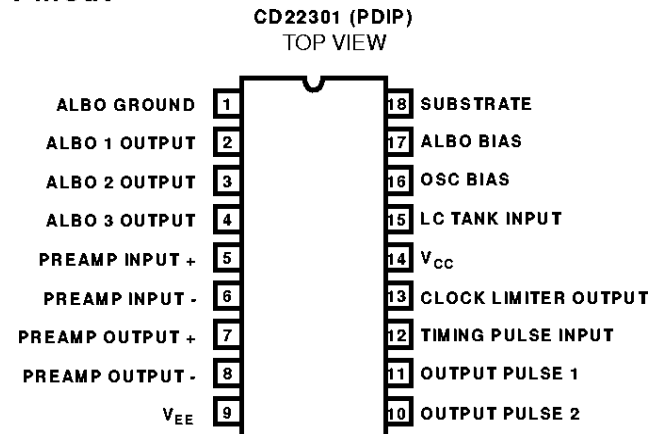 CD22301 (PDIP)
TOP VIEW
ALBO GROUND 1 18 SUBSTRATE
ALBO 1 OUTPUT 2 17 ALBO BIAS
ALBO 2 OUTPUT 3 16 OSC BIAS
ALBO 3 OUTPUT 4 15 LC TANK INPUT
PREAMP INPUT + 5 14 VCC
PREAMP INPUT - 6 13 CLOCK LIMITER OUTPUT
PREAMP OUTPUT + 7 12 TIMING PULSE INPUT
PREAMP OUTPUT - 8 11 OUTPUT PULSE 1
VEE 9 10 OUTPUT PULSE 2